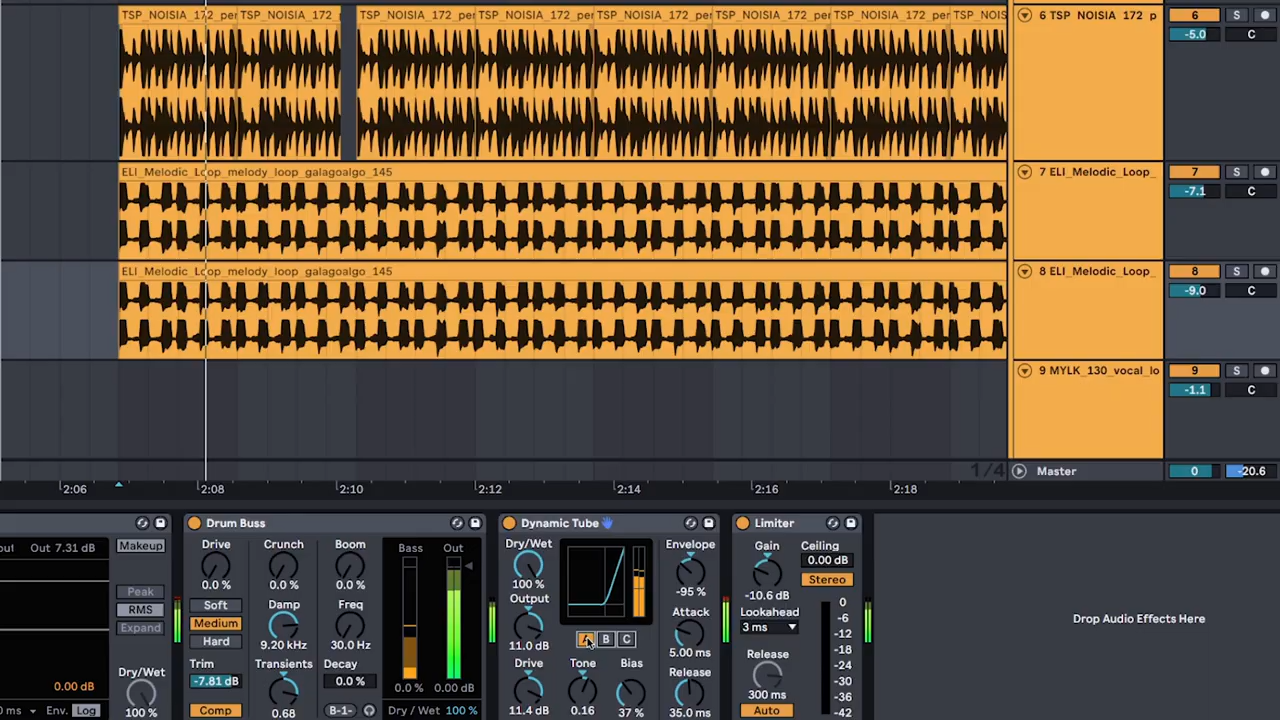 TSP_NOISIA_172_per TSP_NOISIA_172_ TSP_NOISIA_172_per TSP_NOISIA_172_per TSP_NOISIA_172_per TSP_NOISIA_172_per TSP_NOISIA_172_per TSP_NOIS
6 TSP NOISIA 172 p
6 S
-5.0 C
ELI_Melodic_Loop_melody_loop_galagoalgo_145
7 ELI_Melodic_Loop_
7 S
-7.1 C
ELI_Melodic_Loop_melody_loop_galagoalgo_145
8 ELI_Melodic_Loop_
8 S
-9.0 C
9 MYLK_130_vocal_lo
9 S
-1.1 C
1/4 Master 0 -20.6
2:06 2:08 2:10 2:12 2:14 2:16 2:18
Out 7.31 dB
Makeup
Peak
RMS
Expand
Dry/Wet
0.00 dB
100 %
Env. Log
Drum Buss
Drive Crunch Boom
0.0 % 0.0 % 0.0 %
Soft
Medium
Hard
Damp Freq
9.20 kHz 30.0 Hz
Trim Transients Decay
-7.81 dB 0.68 0.0 %
Comp B-1-
Bass Out
0.0 % 0.00 dB
Dry / Wet 100 %
Dynamic Tube
Dry/Wet
100 %
Output
11.0 dB
A B C
Drive Tone Bias
11.4 dB 0.16 37 %
Envelope
-95 %
Attack
5.00 ms
Release
35.0 ms
Limiter
Gain Ceiling
0.00 dB
Stereo
-10.6 dB
Lookahead
3 ms
Release
300 ms
Auto
0
-6
-12
-18
-24
-30
-36
-42
Drop Audio Effects Here